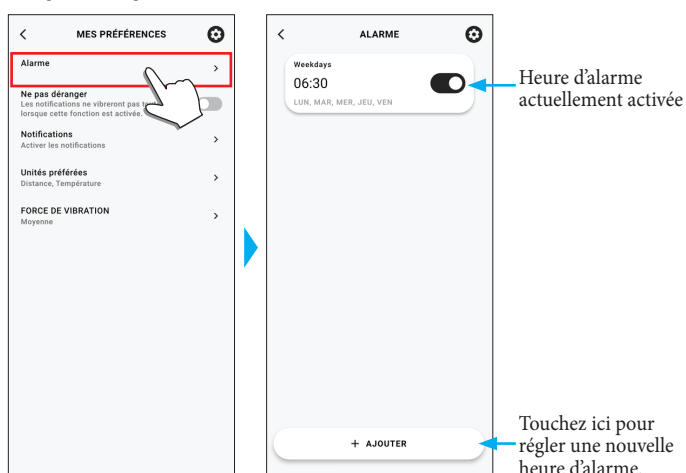 MES PRÉFÉRENCES
Alarme
Ne pas déranger
Les notifications ne vibreront pas
lorsque cette fonction est activée.
Notifications
Activer les notifications
Unités préférées
Distance, Température
FORCE DE VIBRATION
Moyenne
ALARME
Weekdays
06:30
LUN, MAR, MER, JEU, VEN
+ AJOUTER
Heure d’alarme
actuellement activée
Touchez ici pour
régler une nouvelle
heure d’alarme.